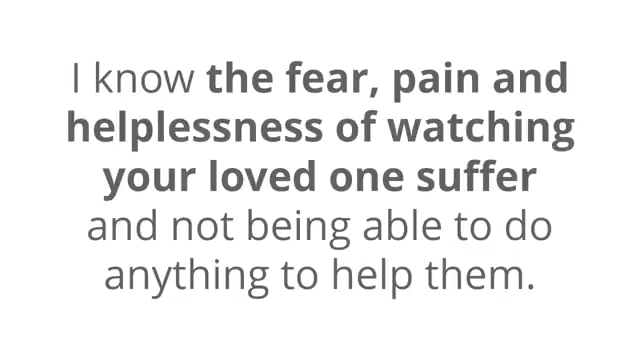 I know the fear, pain and
helplessness of watching
your loved one suffer
and not being able to do
anything to help them.